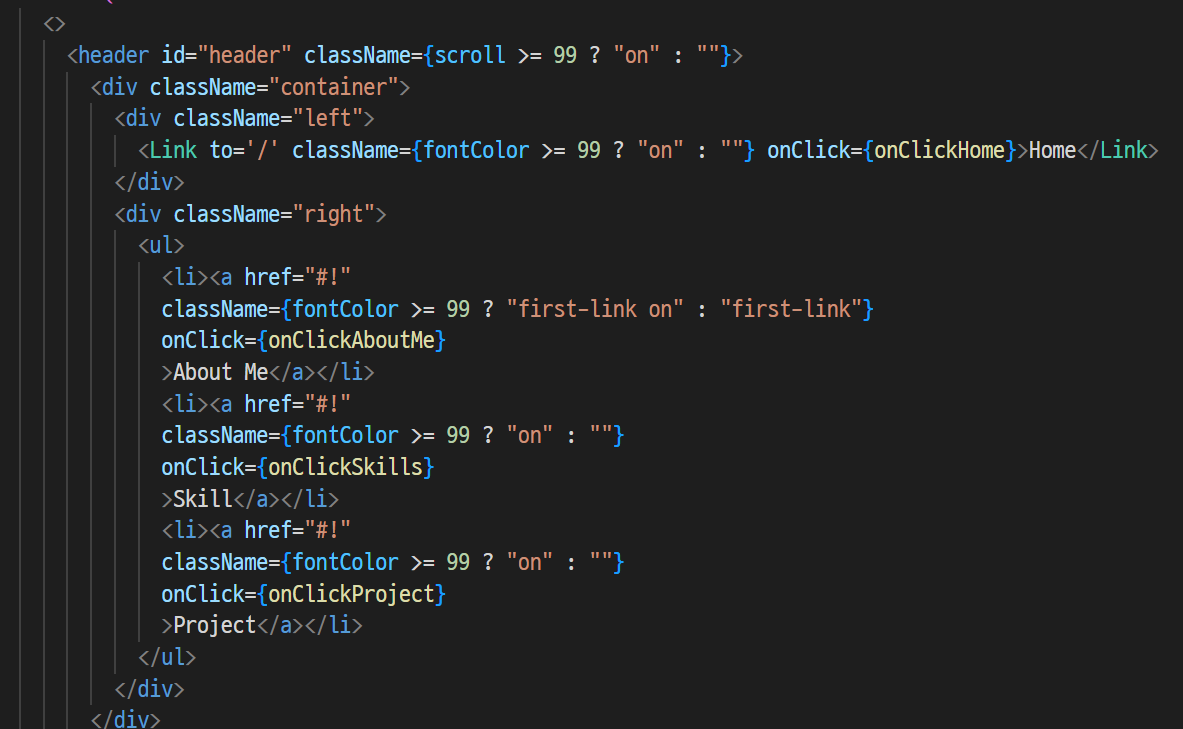 <>
<header id="header" className={scroll >= 99 ? "on" : ""}>
<div className="container">
<div className="left">
<Link to='/' className={fontColor >= 99 ? "on" : ""} onClick={onClickHome}>Home</Link>
</div>
<div className="right">
<ul>
<li><a href="#!"
className={fontColor >= 99 ? "first-link on" : "first-link"}
onClick={onClickAboutMe}
>About Me</a></li>
<li><a href="#!"
className={fontColor >= 99 ? "on" : ""}
onClick={onClickSkills}
>Skill</a></li>
<li><a href="#!"
className={fontColor >= 99 ? "on" : ""}
onClick={onClickProject}
>Project</a></li>
</ul>
</div>
</div>